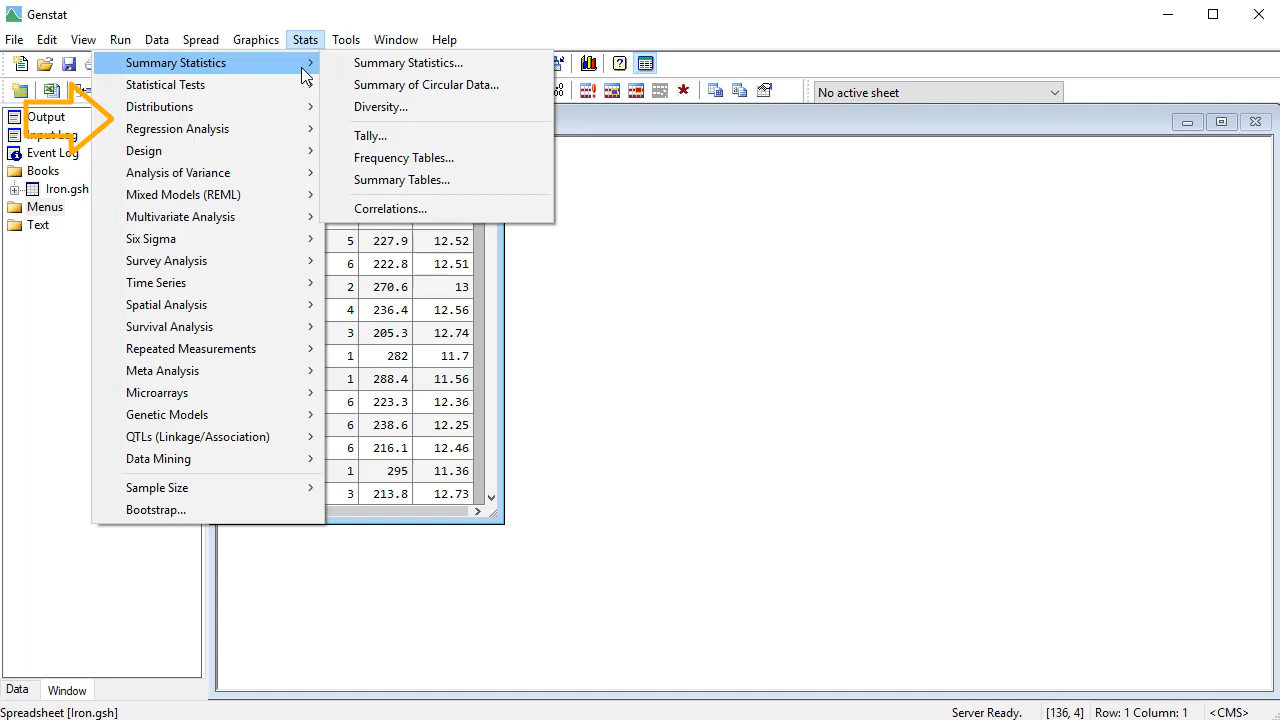 Genstat
File Edit View Run Data Spread Graphics Stats Tools Window Help
No active sheet
Output
Input Log
Event Log
Books
Iron.gsh
Menus
Text
Summary Statistics
Statistical Tests
Distributions
Regression Analysis
Design
Analysis of Variance
Mixed Models (REML)
Multivariate Analysis
Six Sigma
Survey Analysis
Time Series
Spatial Analysis
Survival Analysis
Repeated Measurements
Meta Analysis
Microarrays
Genetic Models
QTLs (Linkage/Association)
Data Mining
Sample Size
Bootstrap...
Summary Statistics...
Summary of Circular Data...
Diversity...
Tally...
Frequency Tables...
Summary Tables...
Correlations...
5 227.9 12.52
6 222.8 12.51
2 270.6 13
4 236.4 12.56
3 205.3 12.74
1 282 11.7
1 288.4 11.56
6 223.3 12.36
6 238.6 12.25
6 216.1 12.46
1 295 11.36
3 213.8 12.73
Data Window
Spreadsheet [Iron.gsh] Server Ready. [136, 4] Row: 1 Column: 1 <CMS>